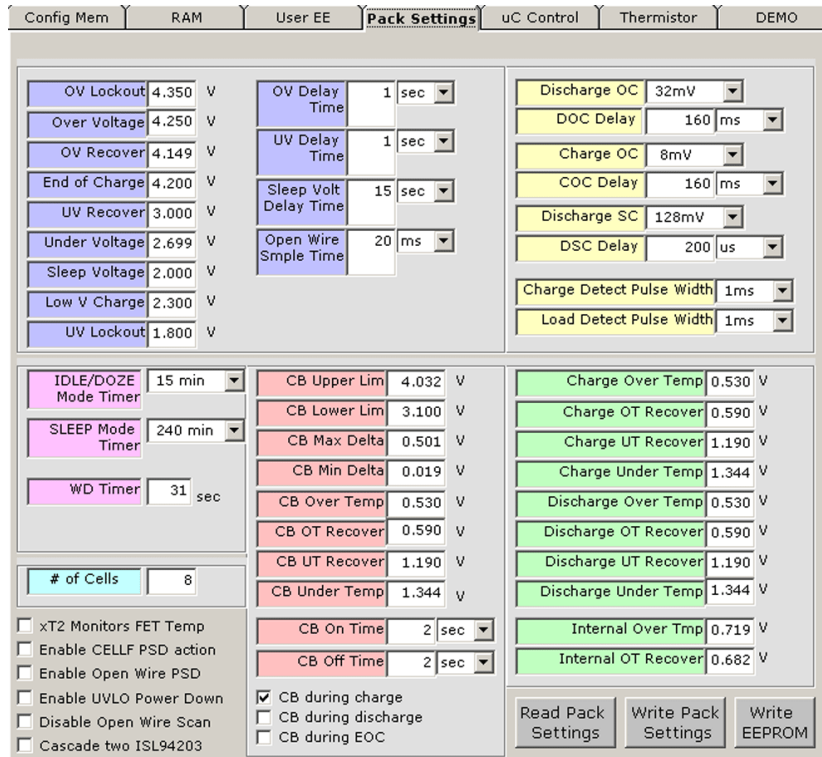 Config Mem RAM User EE Pack Settings uC Control Thermistor DEMO
OV Lockout 4.350 V
Over Voltage 4.250 V
OV Recover 4.149 V
End of Charge 4.200 V
UV Recover 3.000 V
Under Voltage 2.699 V
Sleep Voltage 2.000 V
Low V Charge 2.300 V
UV Lockout 1.800 V
OV Delay 1 sec
Time
UV Delay 1 sec
Time
Sleep Volt 15 sec
Delay Time
Open Wire 20 ms
Smple Time
Discharge OC 32mV
DOC Delay 160 ms
Charge OC 8mV
COC Delay 160 ms
Discharge SC 128mV
DSC Delay 200 us
Charge Detect Pulse Width 1ms
Load Detect Pulse Width 1ms
IDLE/DOZE 15 min
Mode Timer
SLEEP Mode 240 min
Timer
WD Timer 31 sec
# of Cells 8
xT2 Monitors FET Temp
Enable CELLF PSD action
Enable Open Wire PSD
Enable UVLO Power Down
Disable Open Wire Scan
Cascade two ISL94203
CB Upper Lim 4.032 V
CB Lower Lim 3.100 V
CB Max Delta 0.501 V
CB Min Delta 0.019 V
CB Over Temp 0.530 V
CB OT Recover 0.590 V
CB UT Recover 1.190 V
CB Under Temp 1.344 V
CB On Time 2 sec
CB Off Time 2 sec
CB during charge
CB during discharge
CB during EOC
Charge Over Temp 0.530 V
Charge OT Recover 0.590 V
Charge UT Recover 1.190 V
Charge Under Temp 1.344 V
Discharge Over Temp 0.530 V
Discharge OT Recover 0.590 V
Discharge UT Recover 1.190 V
Discharge Under Temp 1.344 V
Internal Over Tmp 0.719 V
Internal OT Recover 0.682 V
Read Pack Write Pack Write
Settings Settings EEPROM